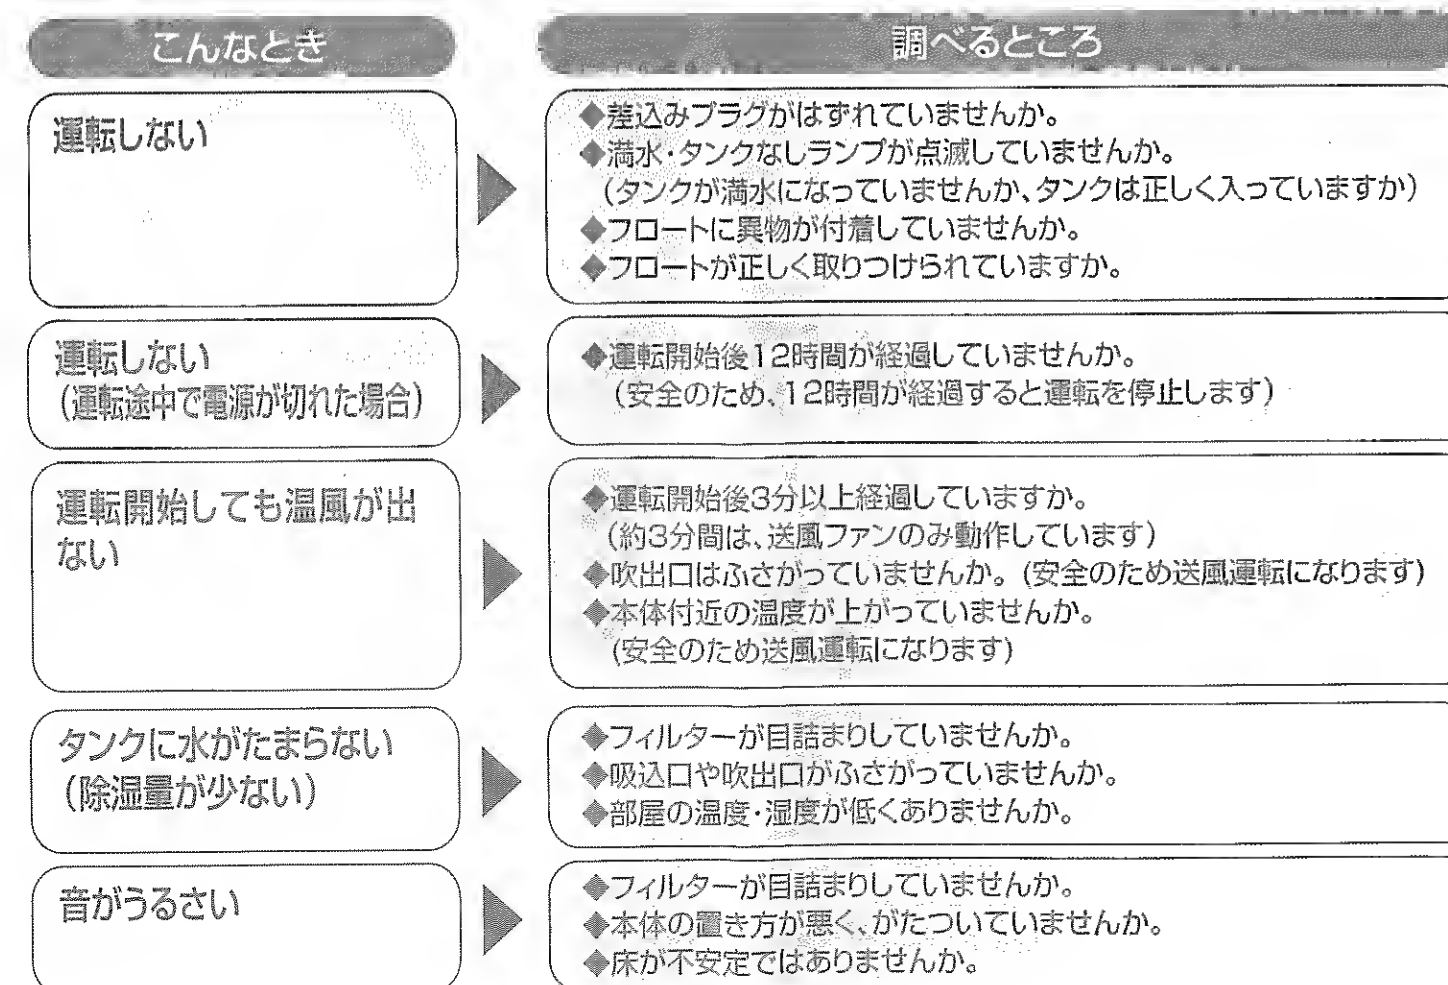 こんなとき
調べるところ
運転しない
◆差込みプラグがはずれていませんか。
◆満水・タンクなしランプが点滅していませんか。
(タンクが満水になっていませんか、タンクは正しく入っていますか)
◆フロートに異物が付着していませんか。
◆フロートが正しく取りつけられていますか。
運転しない
(運転途中で電源が切れた場合)
◆運転開始後12時間が経過していませんか。
(安全のため、12時間が経過すると運転を停止します)
運転開始しても温風が出
ない
◆運転開始後3分以上経過していますか。
(約3分間は、送風ファンのみ動作しています)
◆吹出口はふさがっていませんか。(安全のため送風運転になります)
◆本体付近の温度が上がっていませんか。
(安全のため送風運転になります)
タンクに水がたまらない
(除湿量が少ない)
◆フィルターが目詰まりしていませんか。
◆吸込口や吹出口がふさがっていませんか。
◆部屋の温度・湿度が低くありませんか。
音がうるさい
◆フィルターが目詰まりしていませんか。
◆本体の置き方が悪く、がたついていませんか。
◆床が不安定ではありませんか。